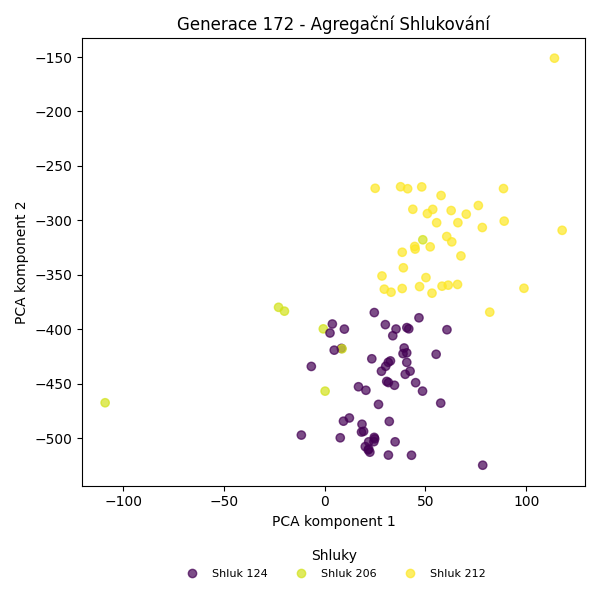 Generace 172 - Agregační Shlukování
PCA komponent 2
−150
−200
−250
−300
−350
−400
−450
−500
−100
−50
0
50
100
PCA komponent 1
Shluky
Shluk 124
Shluk 206
Shluk 212